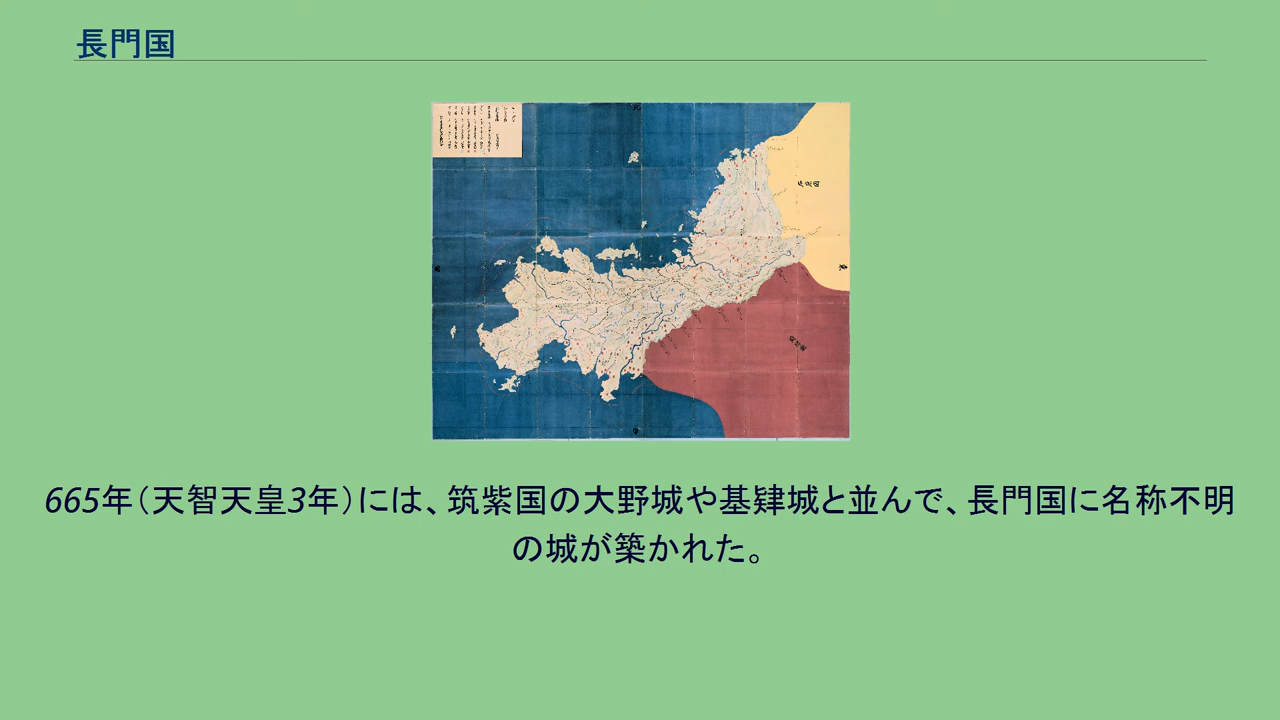 長門国
665年（天智天皇3年）には、筑紫国の大野城や基肄城と並んで、長門国に名称不明
の城が築かれた。